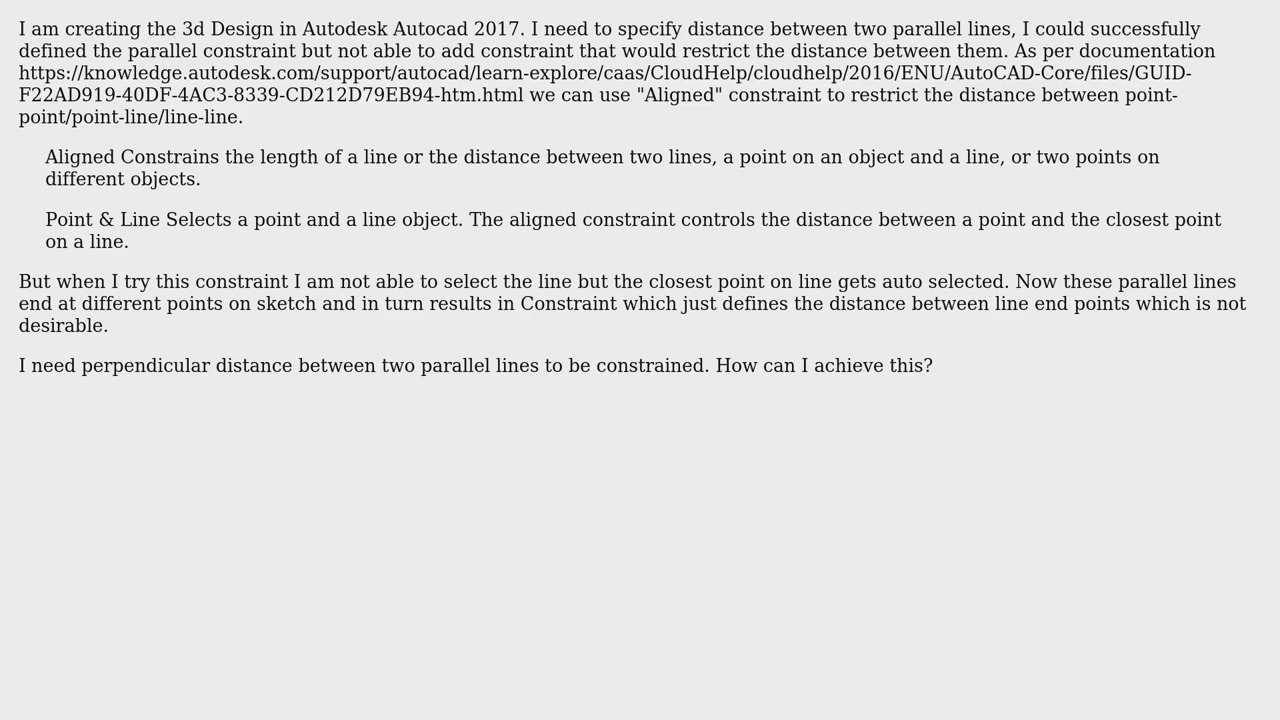 I am creating the 3d Design in Autodesk Autocad 2017. I need to specify distance between two parallel lines, I could successfully
defined the parallel constraint but not able to add constraint that would restrict the distance between them. As per documentation
https://knowledge.autodesk.com/support/autocad/learn-explore/caas/CloudHelp/cloudhelp/2016/ENU/AutoCAD-Core/files/GUID-
F22AD919-40DF-4AC3-8339-CD212D79EB94-htm.html we can use "Aligned" constraint to restrict the distance between point-
point/point-line/line-line.
Aligned Constrains the length of a line or the distance between two lines, a point on an object and a line, or two points on
different objects.
Point & Line Selects a point and a line object. The aligned constraint controls the distance between a point and the closest point
on a line.
But when I try this constraint I am not able to select the line but the closest point on line gets auto selected. Now these parallel lines
end at different points on sketch and in turn results in Constraint which just defines the distance between line end points which is not
desirable.
I need perpendicular distance between two parallel lines to be constrained. How can I achieve this?